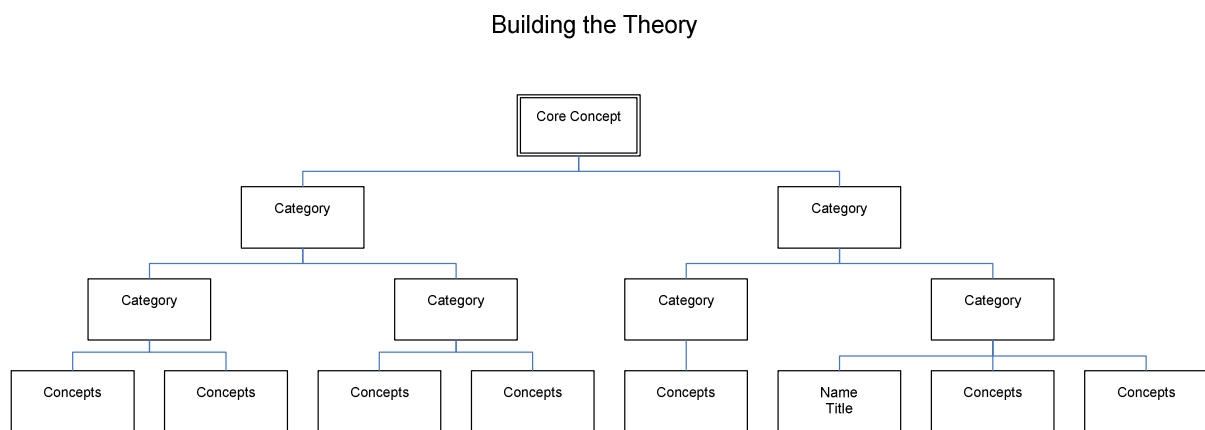 Building the Theory
Core Concept
Category
Category
Category
Category
Category
Category
Concepts
Concepts
Concepts
Concepts
Concepts
Name
Title
Concepts
Concepts